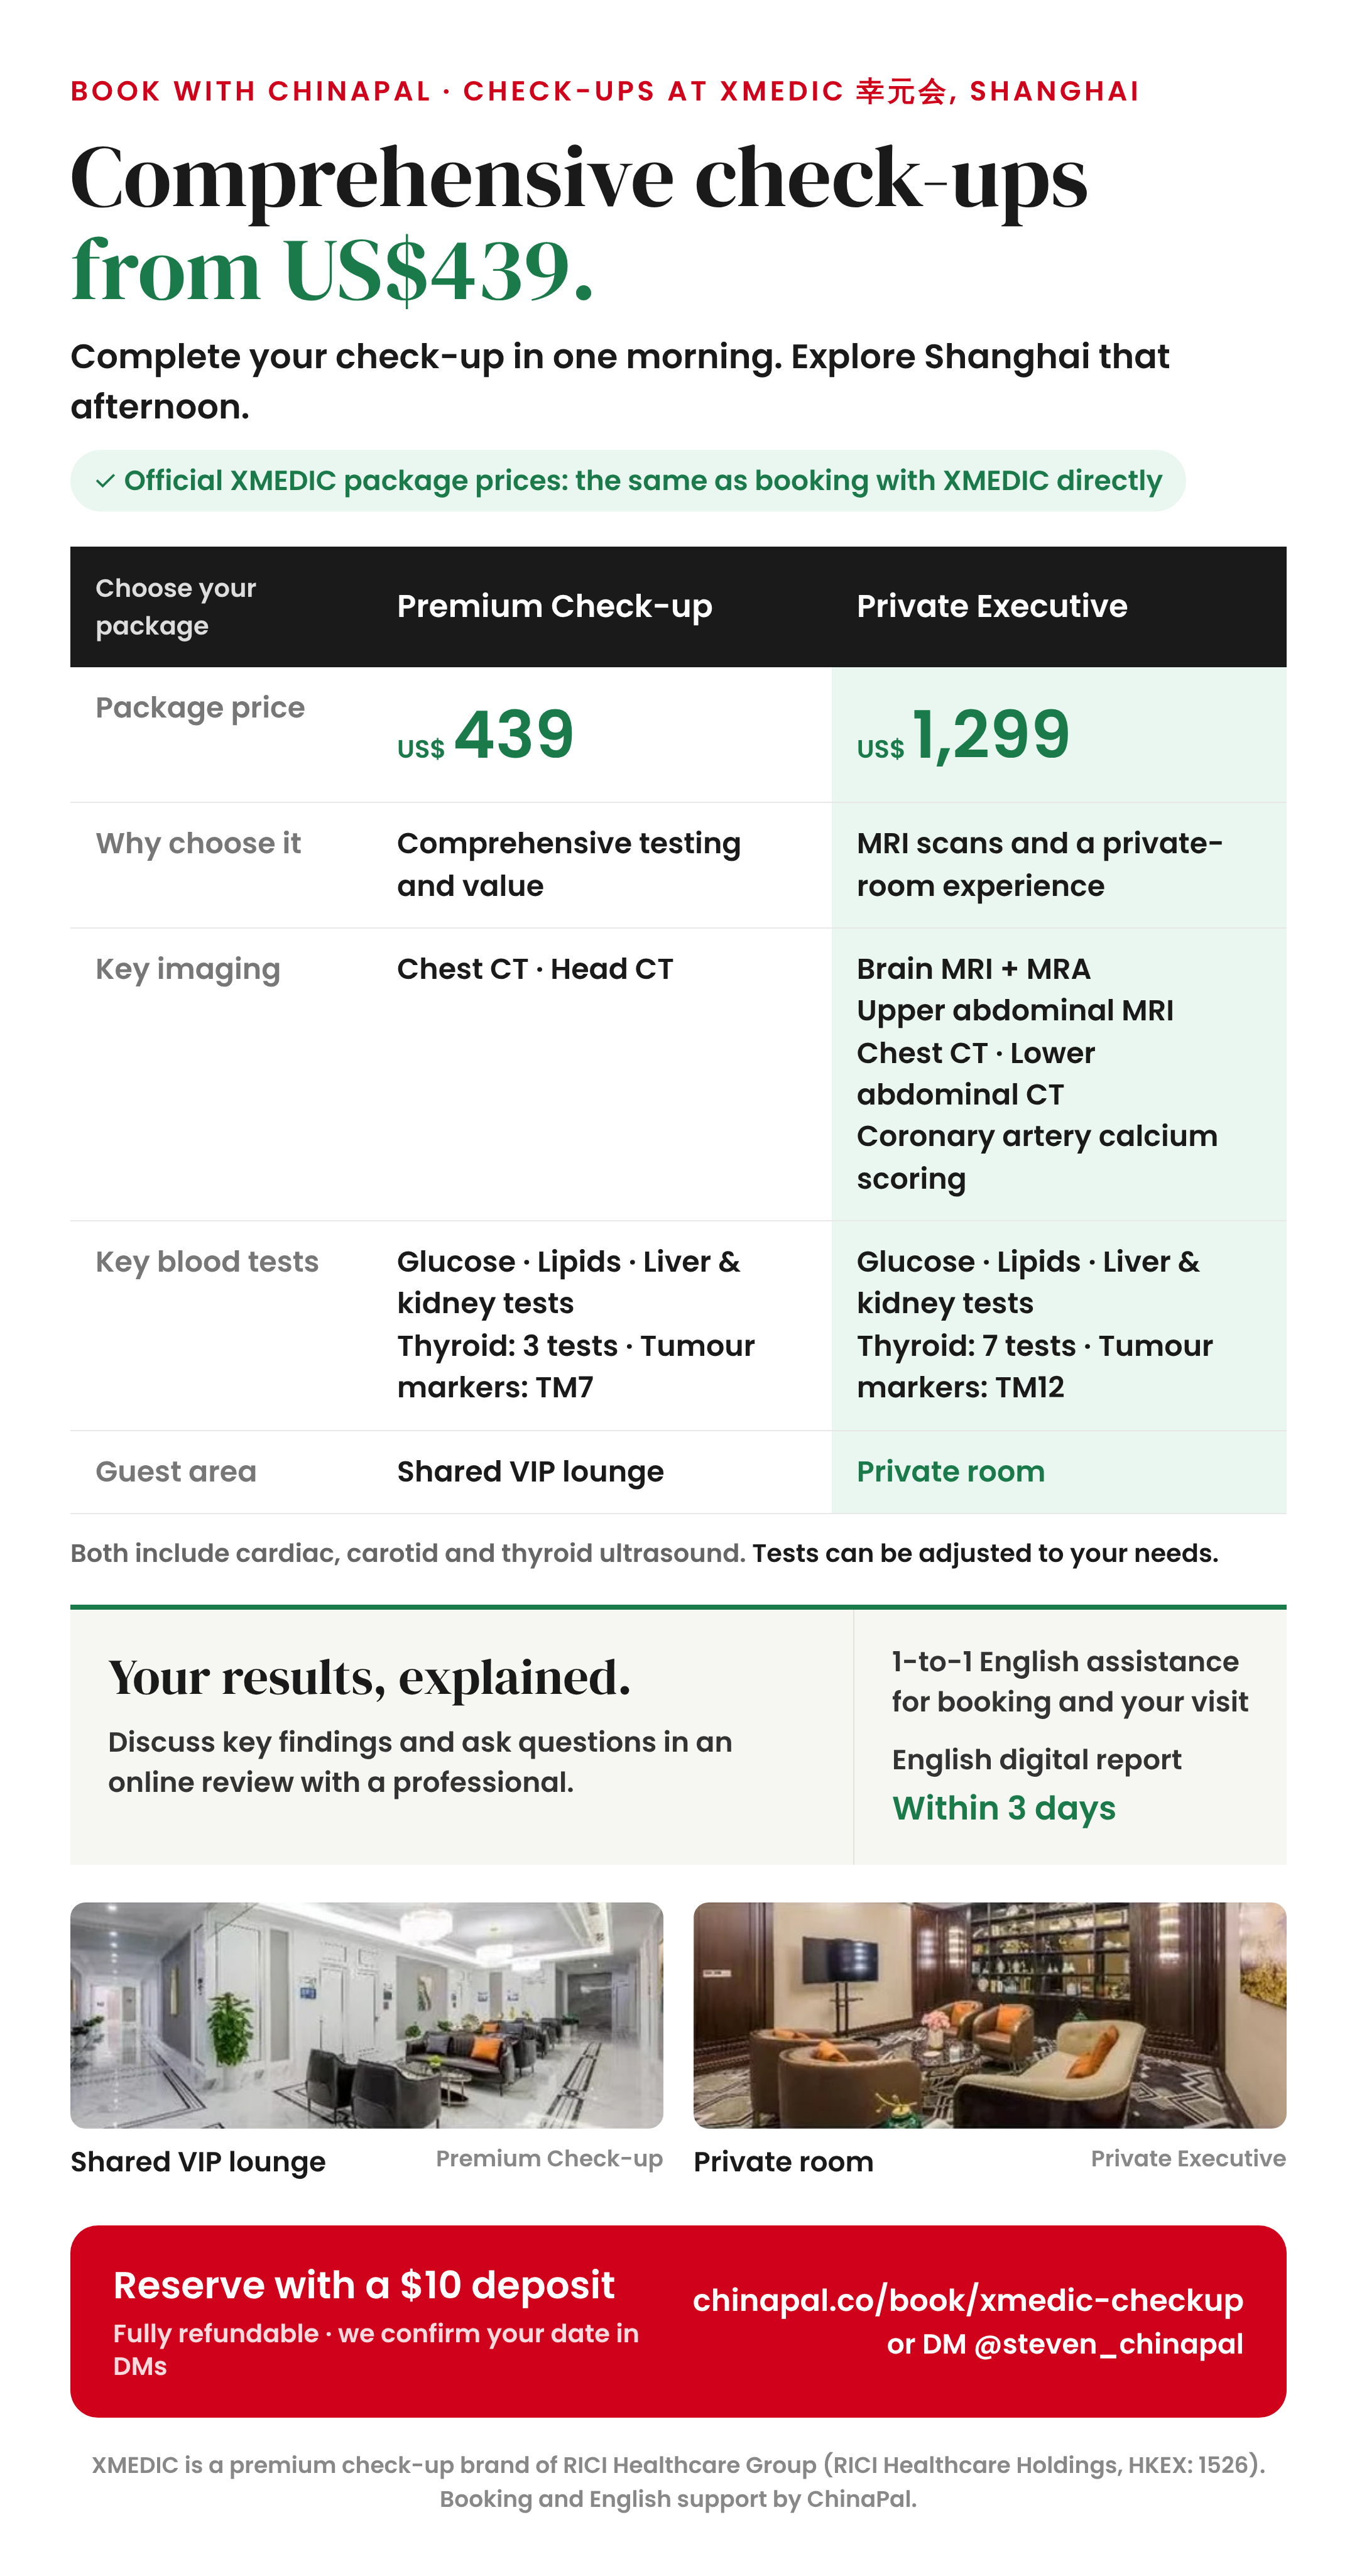 BOOK WITH CHINAPAL · CHECK-UPS AT XMEDIC 幸元会, SHANGHAI
Comprehensive check-ups
from US$439.
Complete your check-up in one morning. Explore Shanghai that
afternoon.
✓ Official XMEDIC package prices: the same as booking with XMEDIC directly
Choose your
package
Premium Check-up
Private Executive
Package price
US$ 439
US$ 1,299
Why choose it
Comprehensive testing
and value
MRI scans and a private-
room experience
Key imaging
Chest CT · Head CT
Brain MRI + MRA
Upper abdominal MRI
Chest CT · Lower
abdominal CT
Coronary artery calcium
scoring
Key blood tests
Glucose · Lipids · Liver &
kidney tests
Thyroid: 3 tests · Tumour
markers: TM7
Glucose · Lipids · Liver &
kidney tests
Thyroid: 7 tests · Tumour
markers: TM12
Guest area
Shared VIP lounge
Private room
Both include cardiac, carotid and thyroid ultrasound. Tests can be adjusted to your needs.
Your results, explained.
Discuss key findings and ask questions in an
online review with a professional.
1-to-1 English assistance
for booking and your visit
English digital report
Within 3 days
Shared VIP lounge
Premium Check-up
Private room
Private Executive
Reserve with a $10 deposit
Fully refundable · we confirm your date in
DMs
chinapal.co/book/xmedic-checkup
or DM @steven_chinapal
XMEDIC is a premium check-up brand of RICI Healthcare Group (RICI Healthcare Holdings, HKEX: 1526).
Booking and English support by ChinaPal.